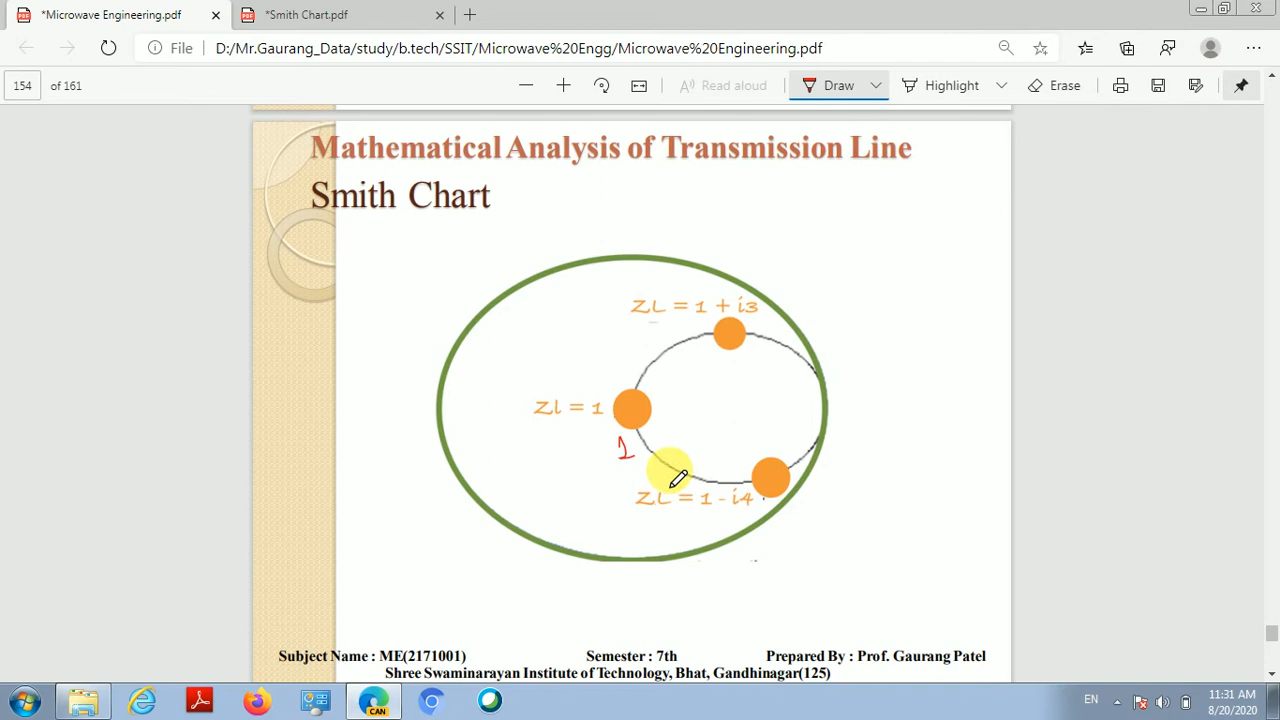 *Microwave Engineering.pdf
*Smith Chart.pdf
File D:/Mr.Gaurang_Data/study/b.tech/SSIT/Microwave%20Engg/Microwave%20Engineering.pdf
154 of 161 Read aloud Draw Highlight Erase
Mathematical Analysis of Transmission Line
Smith Chart
ZL = 1 + i3
Zl = 1
1
ZL = 1 - i4
Subject Name : ME(2171001) Semester : 7th Prepared By : Prof. Gaurang Patel
Shree Swaminarayan Institute of Technology, Bhat, Gandhinagar(125)
CAN
EN
11:31 AM
8/20/2020